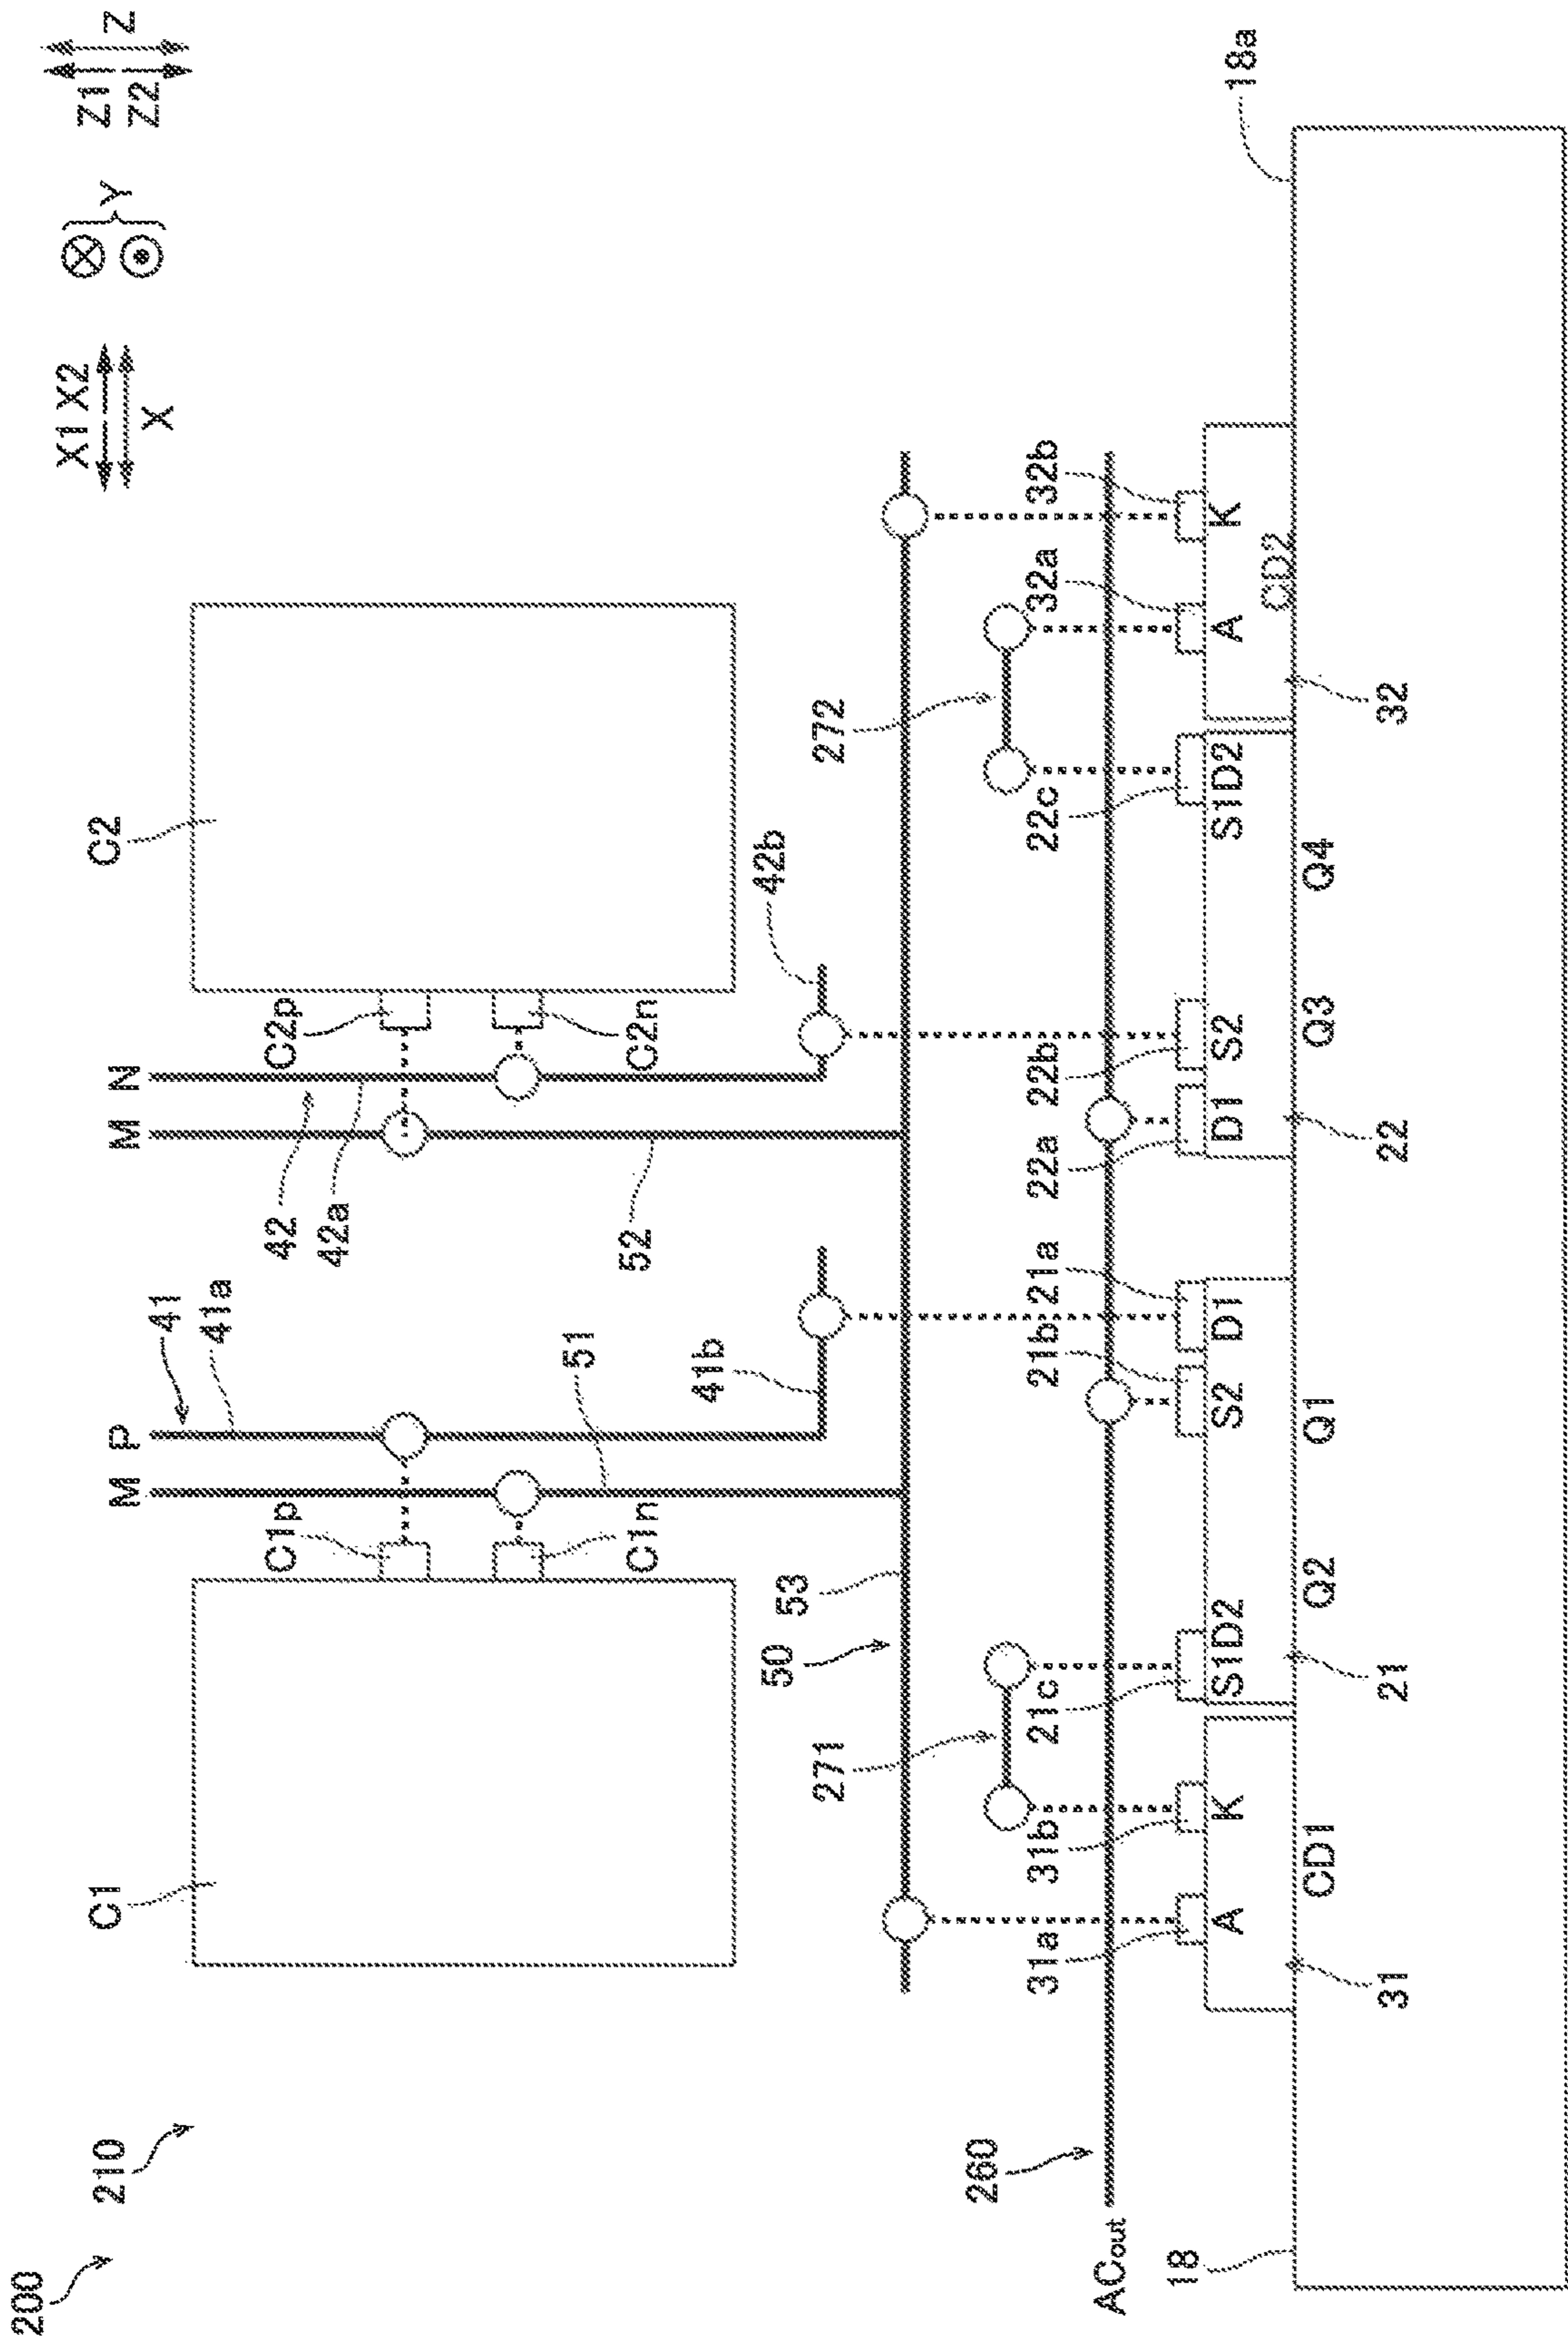 200
210
X1 X2
X
Y
Z1
Z2
Z
C1
C2
M
P
M
N
41
41a
42
42a
C1p
C1n
C2p
C2n
51
52
41b
42b
50
53
271
272
260
ACout
31a
31b
21c
21b
21a
22a
22b
22c
32a
32b
A
K
S1D2
S2
D1
D1
S2
S1D2
A
K
18
CD1
Q2
Q1
Q3
Q4
CD2
18a
31
21
22
32